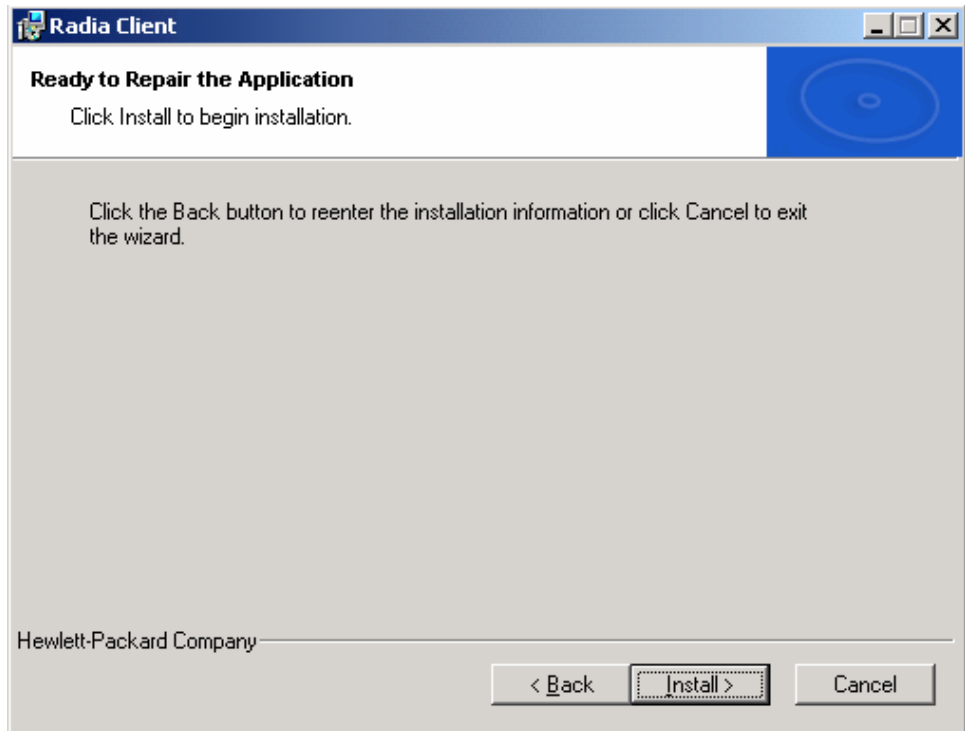 Radia Client
Ready to Repair the Application
Click Install to begin installation.
Click the Back button to reenter the installation information or click Cancel to exit
the wizard.
Hewlett-Packard Company
< Back Install > Cancel